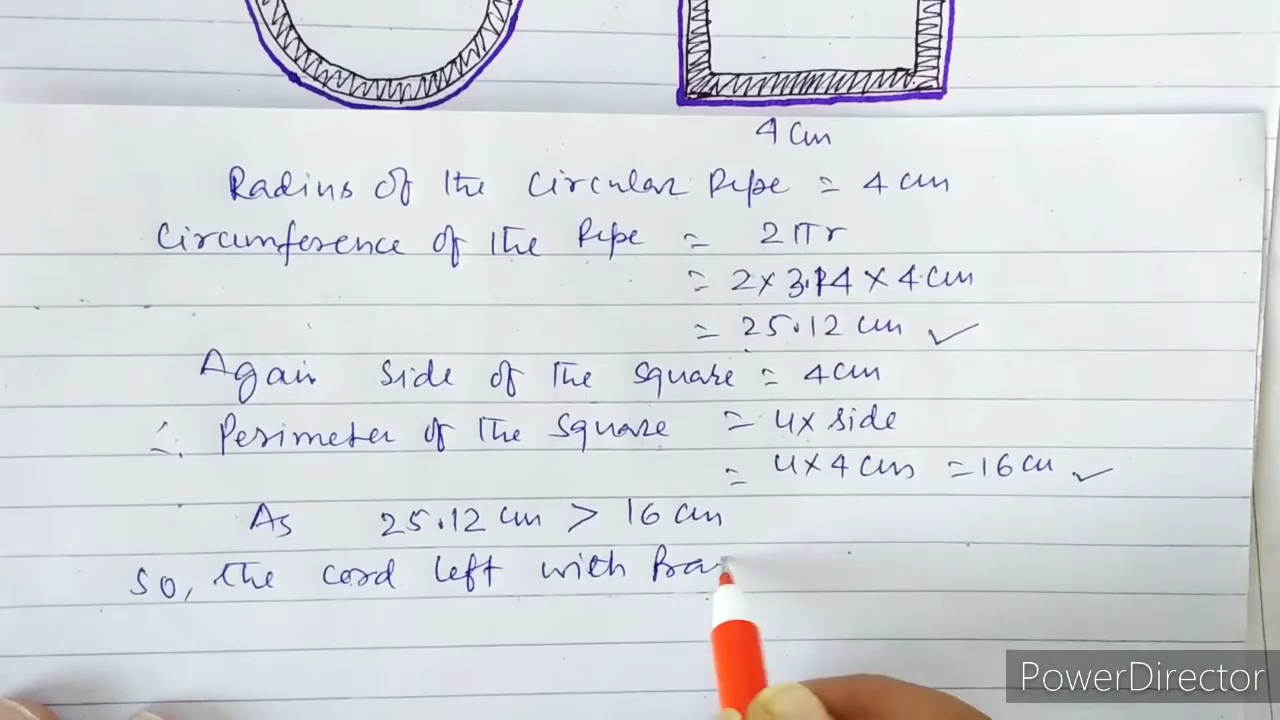 4 cm
Radius of the circular Pipe = 4 cm
Circumference of the Pipe = 2πr
= 2 x 3.14 x 4 cm
= 25.12 cm ✓
Again side of the square = 4 cm
∴ Perimeter of the square = 4 x side
= 4 x 4 cm = 16 cm ✓
As 25.12 cm > 16 cm
So, the cord left with Pra
PowerDirector